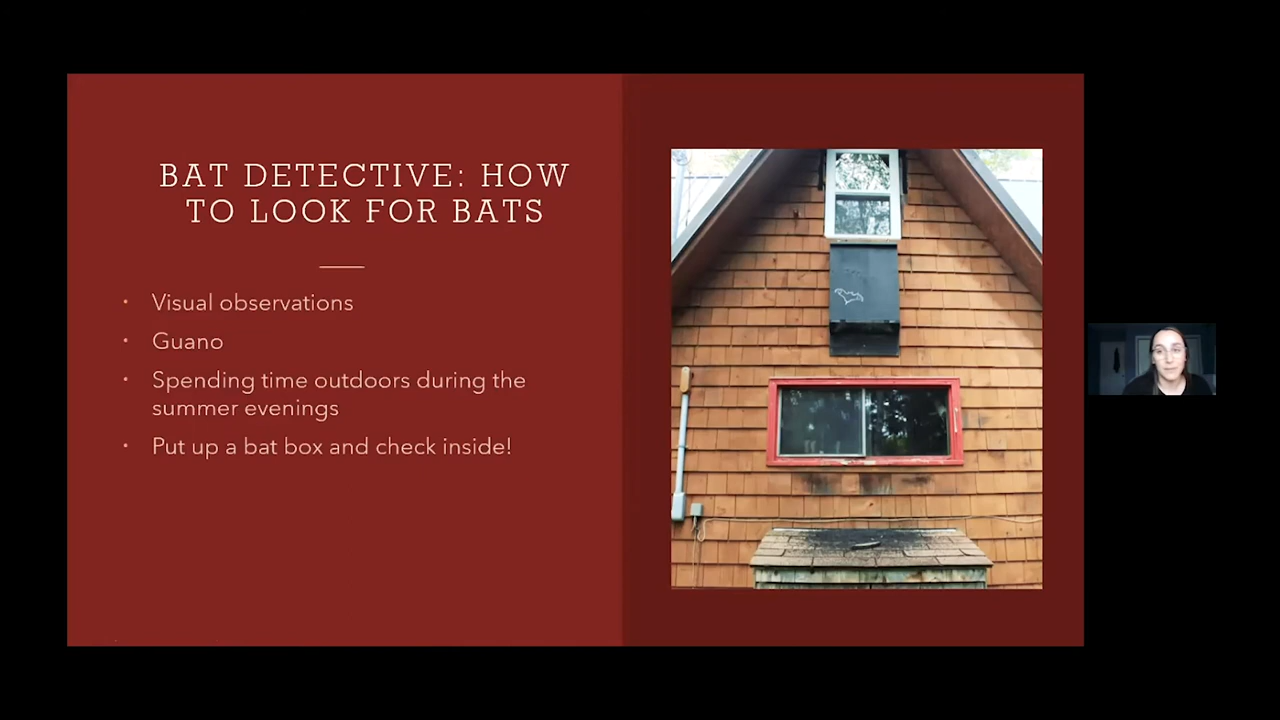 BAT DETECTIVE: HOW
TO LOOK FOR BATS
Visual observations
Guano
Spending time outdoors during the
summer evenings
Put up a bat box and check inside!